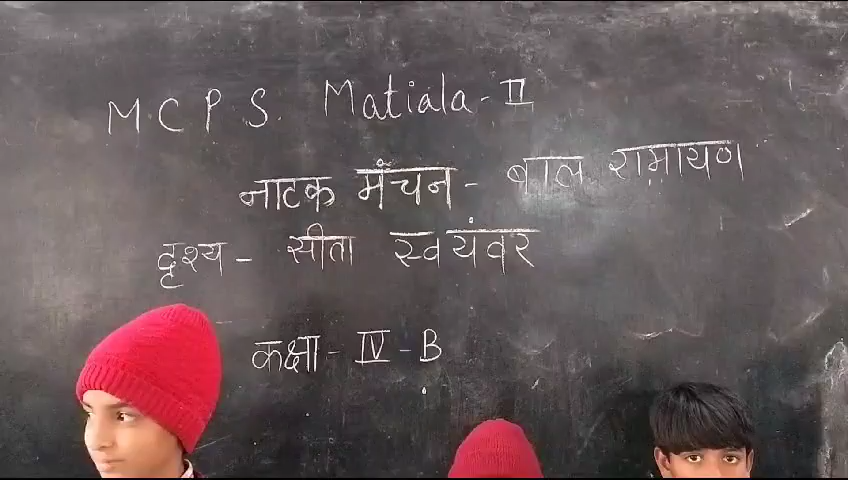 M.C.P.S. Matiala-II
नाटक मंचन - बाल रामायण
दृश्य - सीता स्वयंवर
कक्षा - IV - B